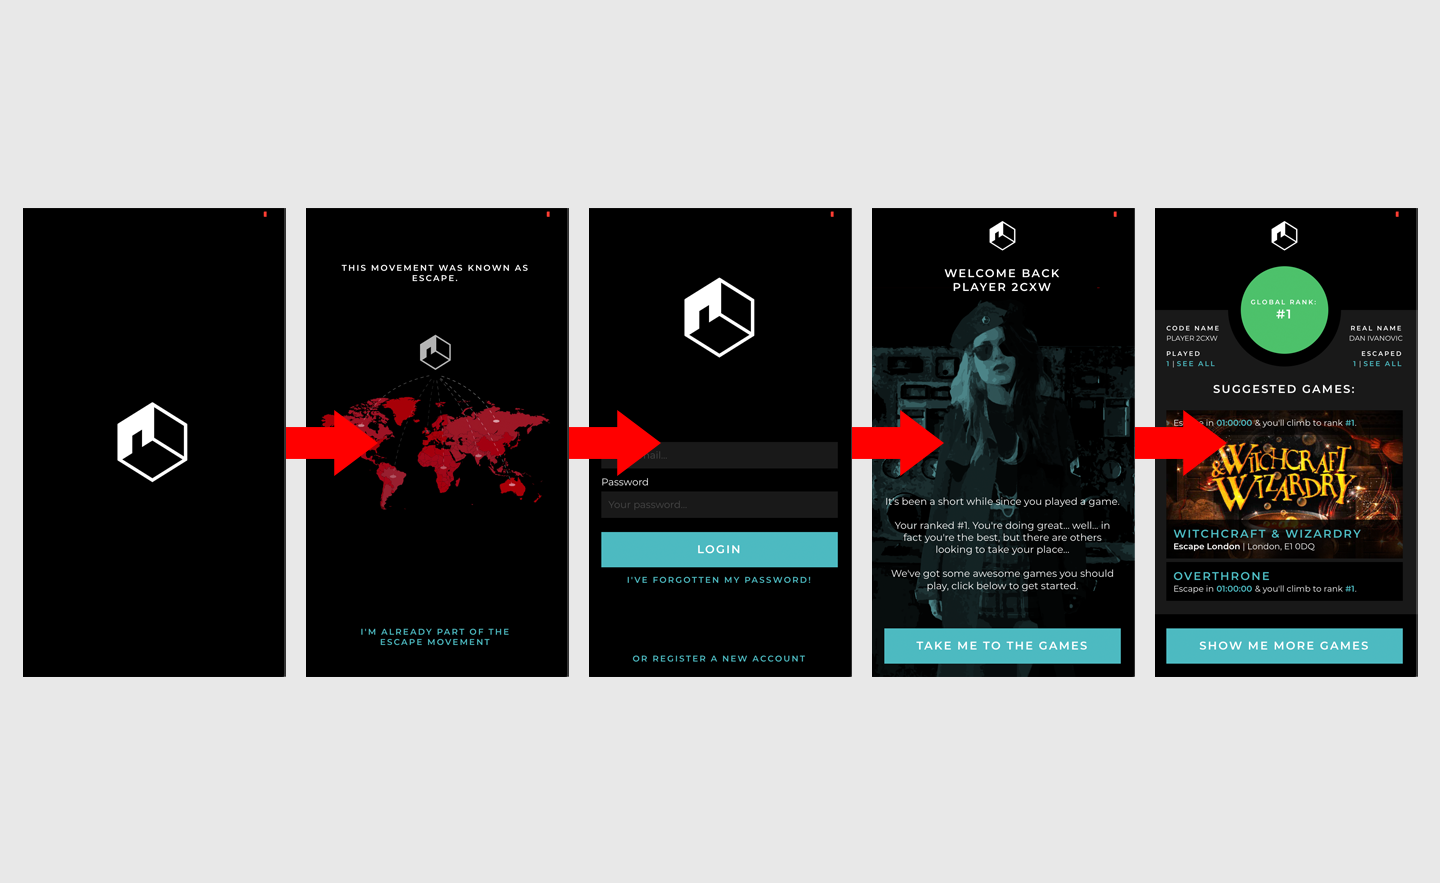 THIS MOVEMENT WAS KNOWN AS
ESCAPE.
I'M ALREADY PART OF THE
ESCAPE MOVEMENT
Password
Your password...
LOGIN
I'VE FORGOTTEN MY PASSWORD!
OR REGISTER A NEW ACCOUNT
WELCOME BACK
PLAYER 2CXW
It's been a short while since you played a game.
Your ranked #1. You're doing great... well... in
fact you're the best, but there are others
looking to take your place...
We've got some awesome games you should
play, click below to get started.
TAKE ME TO THE GAMES
GLOBAL RANK:
#1
CODE NAME
PLAYER 2CXW
REAL NAME
DAN IVANOVIC
PLAYED
1 | SEE ALL
ESCAPED
1 | SEE ALL
SUGGESTED GAMES:
in 01:00:00 & you'll climb to rank #1.
WITCHCRAFT
& WIZARDRY
WITCHCRAFT & WIZARDRY
Escape London | London, E1 0DQ
OVERTHRONE
Escape in 01:00:00 & you'll climb to rank #1.
SHOW ME MORE GAMES